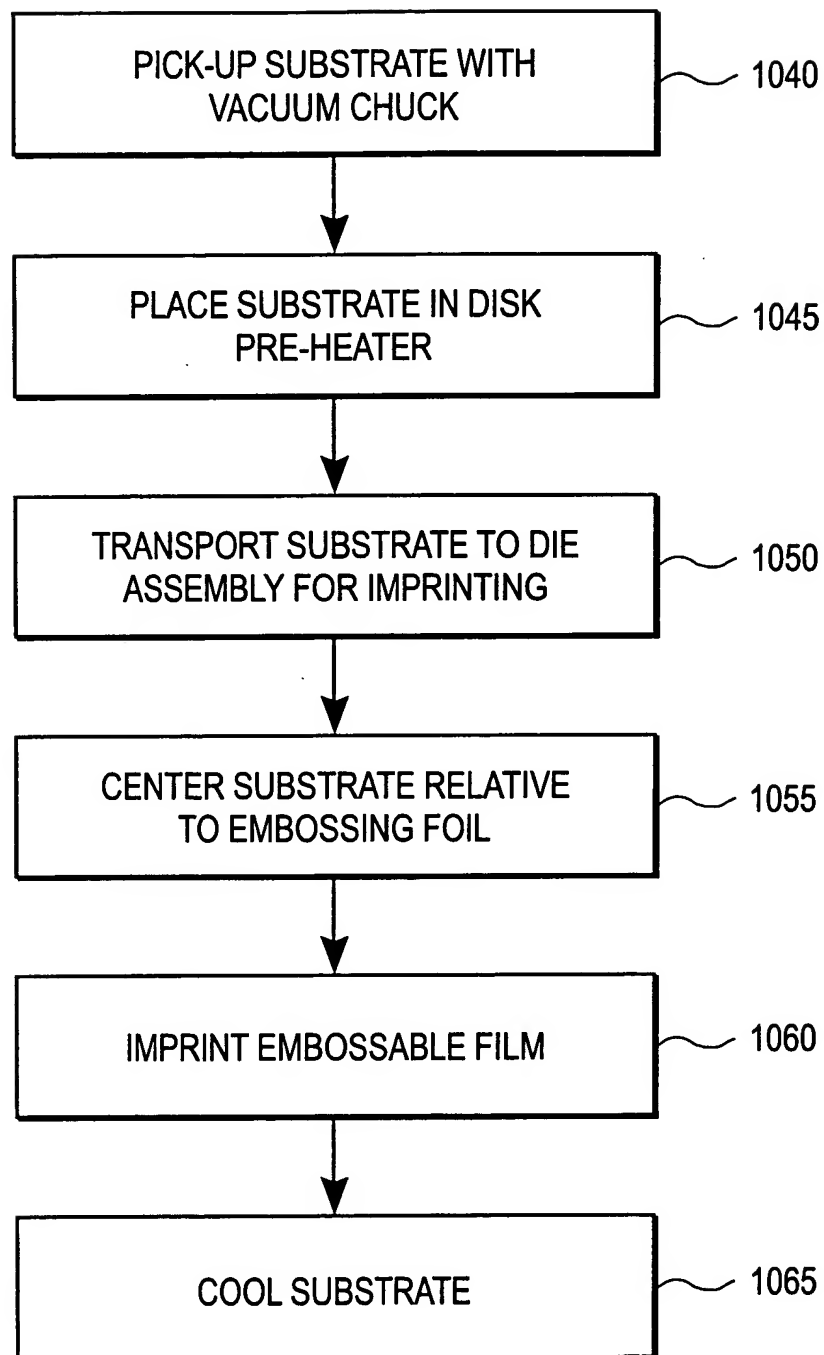 PICK-UP SUBSTRATE WITH
VACUUM CHUCK
1040
PLACE SUBSTRATE IN DISK
PRE-HEATER
1045
TRANSPORT SUBSTRATE TO DIE
ASSEMBLY FOR IMPRINTING
1050
CENTER SUBSTRATE RELATIVE
TO EMBOSSING FOIL
1055
IMPRINT EMBOSSABLE FILM
1060
COOL SUBSTRATE
1065